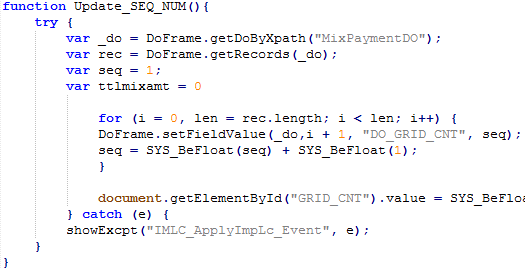 function Update_SEQ_NUM(){
try {
var _do = DoFrame.getDoByXpath("MixPaymentDO");
var rec = DoFrame.getRecords(_do);
var seq = 1;
var ttlmixamt = 0
for (i = 0, len = rec.length; i < len; i++) {
DoFrame.setFieldValue(_do,i + 1, "DO_GRID_CNT", seq);
seq = SYS_BeFloat(seq) + SYS_BeFloat(1);
}
document.getElementById("GRID_CNT").value = SYS_BeFloa
} catch (e) {
showExcpt("IMLC_ApplyImpLc_Event", e);
}
}